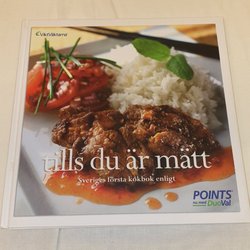 ViktVäktarna
tills du är mätt
Sveriges första kokbok enligt
POINTS®
DuoVal